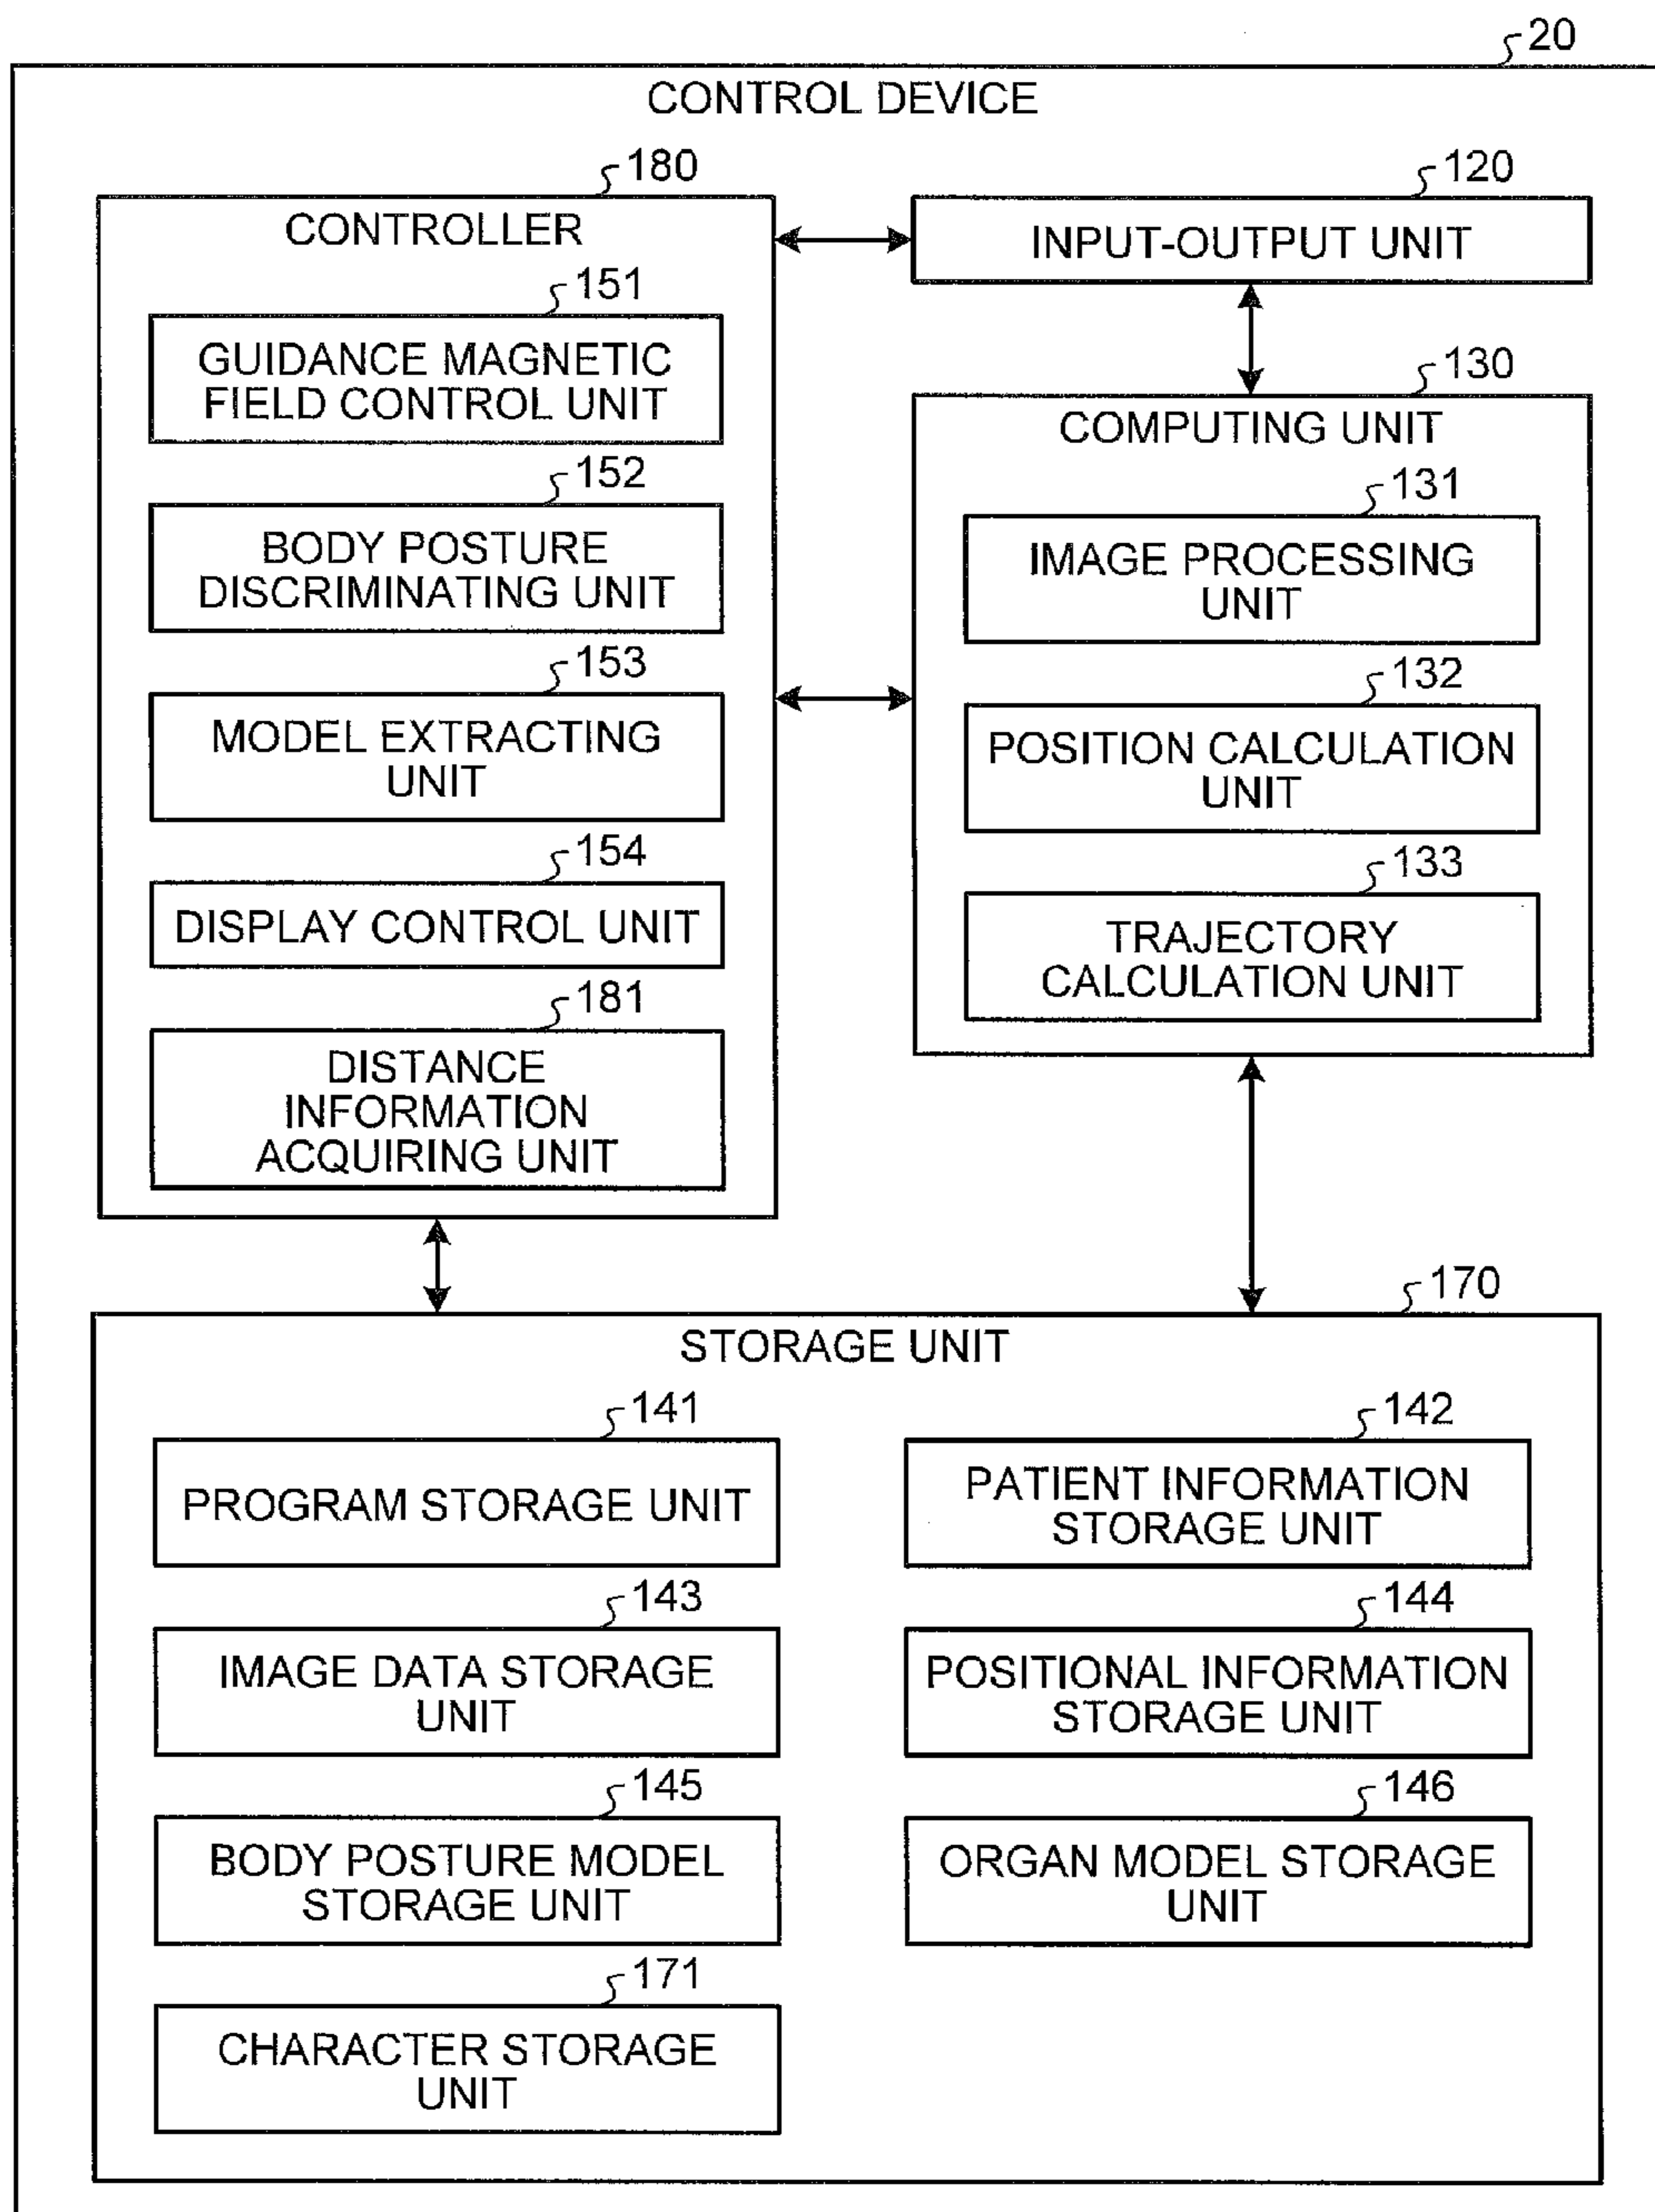 20
CONTROL DEVICE
180
CONTROLLER
151
GUIDANCE MAGNETIC
FIELD CONTROL UNIT
152
BODY POSTURE
DISCRIMINATING UNIT
153
MODEL EXTRACTING
UNIT
154
DISPLAY CONTROL UNIT
181
DISTANCE
INFORMATION
ACQUIRING UNIT
120
INPUT-OUTPUT UNIT
130
COMPUTING UNIT
131
IMAGE PROCESSING
UNIT
132
POSITION CALCULATION
UNIT
133
TRAJECTORY
CALCULATION UNIT
170
STORAGE UNIT
141
PROGRAM STORAGE UNIT
142
PATIENT INFORMATION
STORAGE UNIT
143
IMAGE DATA STORAGE
UNIT
144
POSITIONAL INFORMATION
STORAGE UNIT
145
BODY POSTURE MODEL
STORAGE UNIT
146
ORGAN MODEL STORAGE
UNIT
171
CHARACTER STORAGE
UNIT